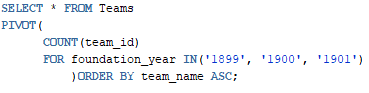 SELECT * FROM Teams
PIVOT(
COUNT(team_id)
FOR foundation_year IN('1899', '1900', '1901')
)ORDER BY team_name ASC;